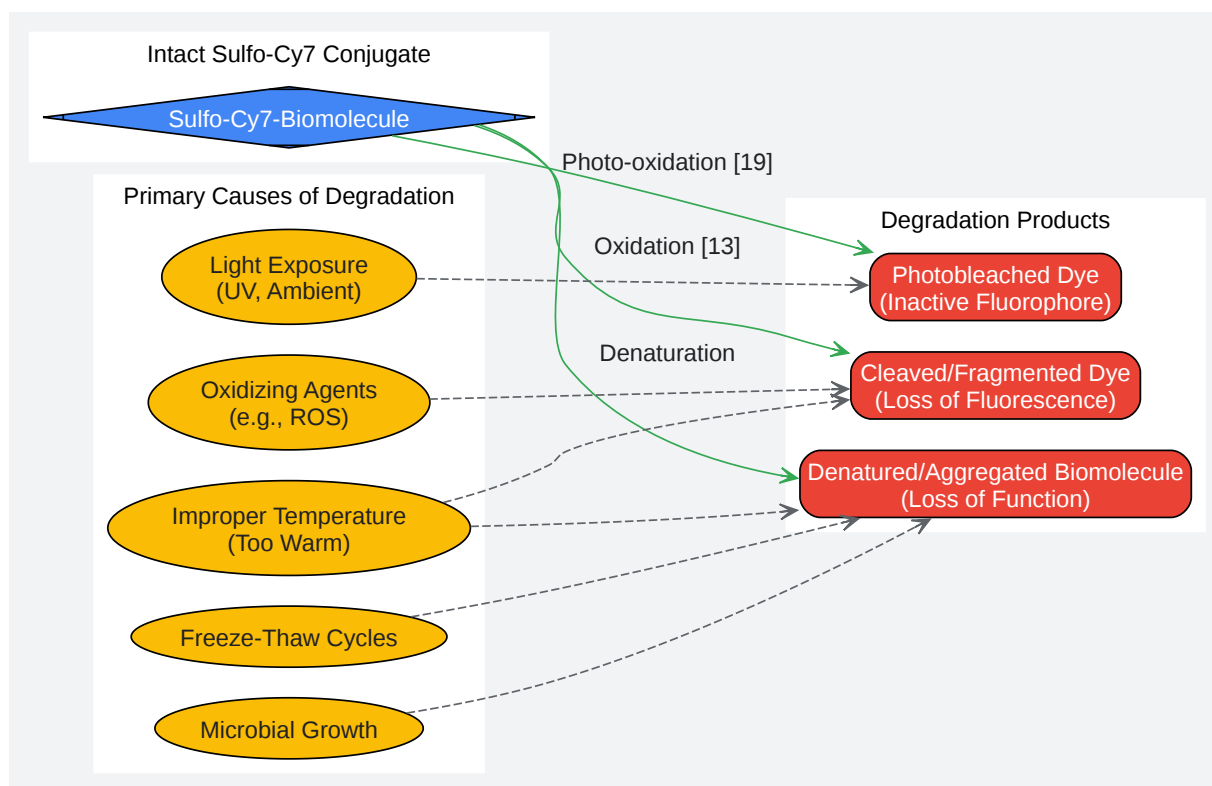 Intact Sulfo-Cy7 Conjugate
Sulfo-Cy7-Biomolecule
Primary Causes of Degradation
Light Exposure
(UV, Ambient)
Oxidizing Agents
(e.g., ROS)
Improper Temperature
(Too Warm)
Freeze-Thaw Cycles
Microbial Growth
Photo-oxidation [19]
Oxidation [13]
Denaturation
Degradation Products
Photobleached Dye
(Inactive Fluorophore)
Cleaved/Fragmented Dye
(Loss of Fluorescence)
Denatured/Aggregated Biomolecule
(Loss of Function)